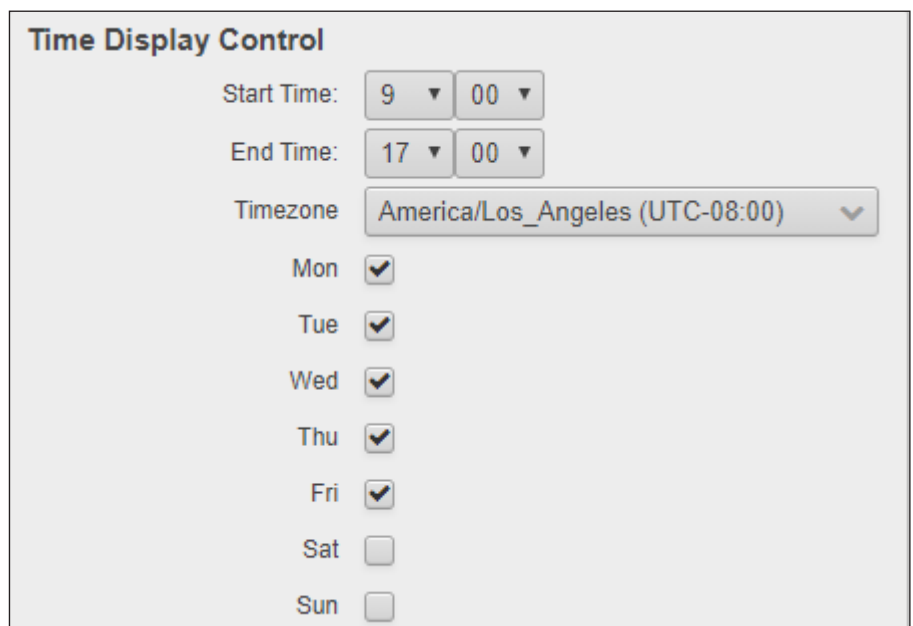 Time Display Control
Start Time: 9 00
End Time: 17 00
Timezone America/Los_Angeles (UTC-08:00)
Mon
Tue
Wed
Thu
Fri
Sat
Sun